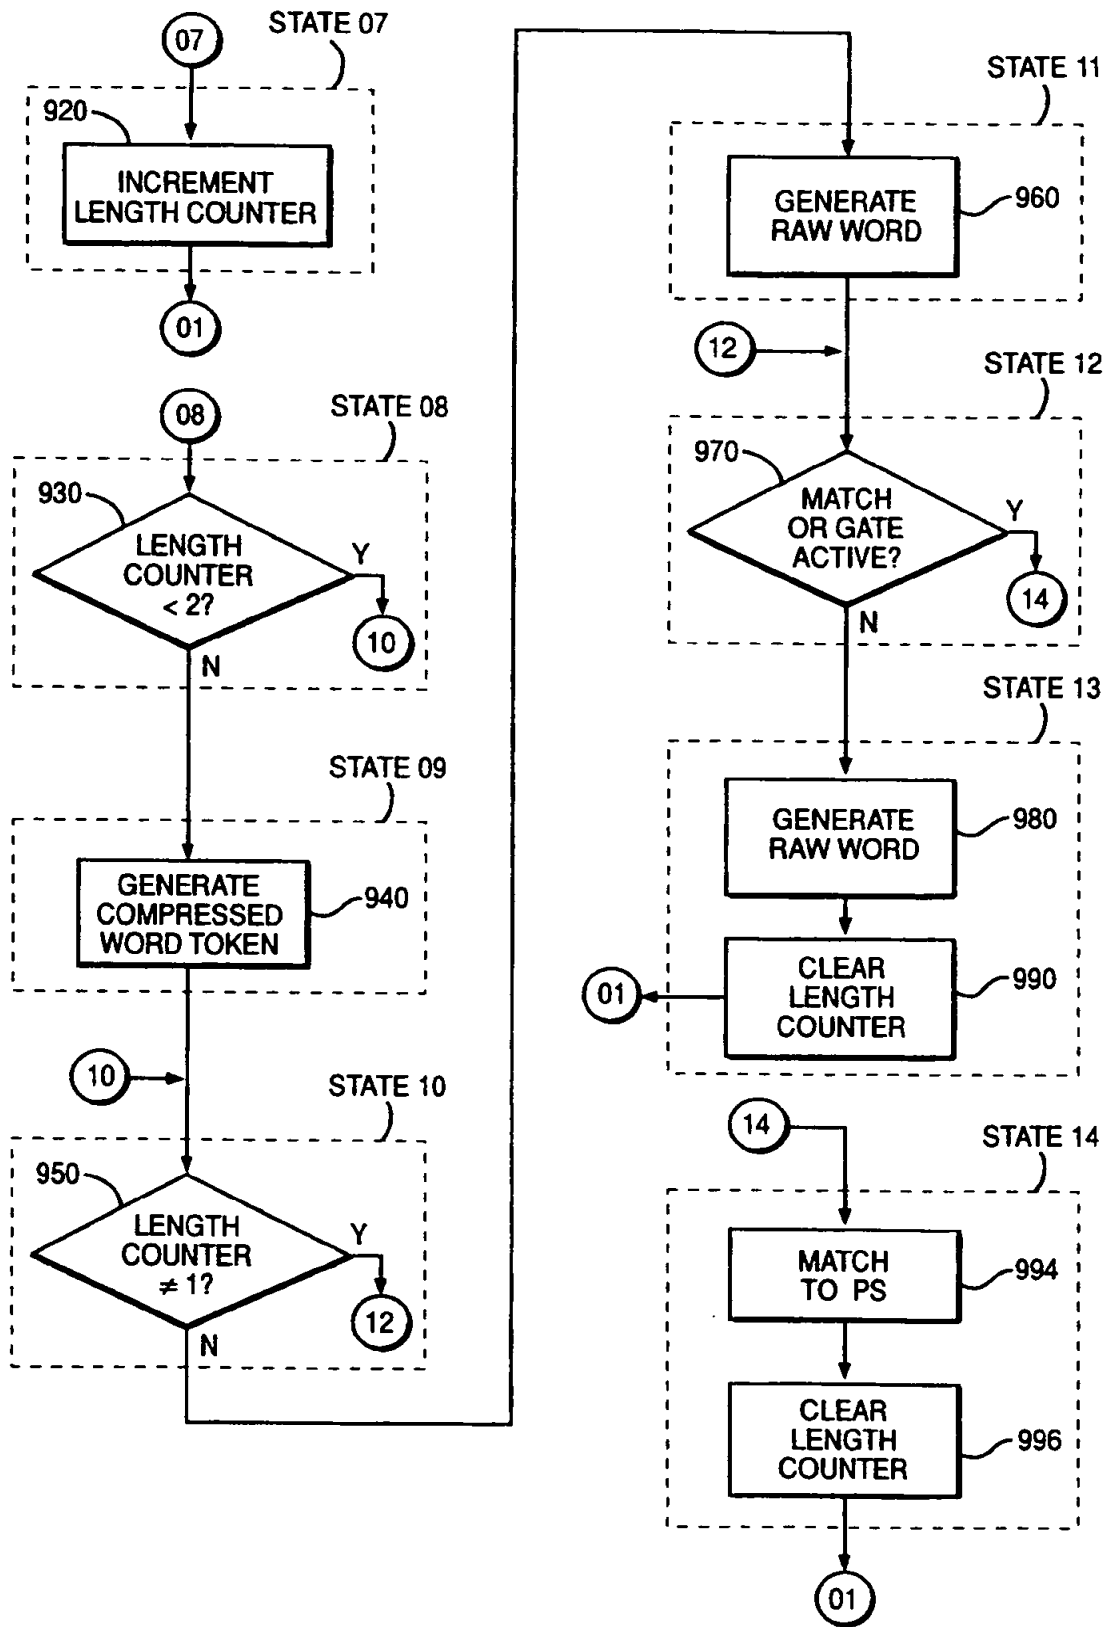 07
STATE 07
920
INCREMENT
LENGTH COUNTER
01
08
STATE 08
930
LENGTH
COUNTER
< 2?
Y
10
N
STATE 09
GENERATE
COMPRESSED
WORD TOKEN
940
10
STATE 10
950
LENGTH
COUNTER
≠ 1?
Y
12
N
STATE 11
GENERATE
RAW WORD
960
12
STATE 12
970
MATCH
OR GATE
ACTIVE?
Y
14
N
STATE 13
GENERATE
RAW WORD
980
CLEAR
LENGTH
COUNTER
990
01
14
STATE 14
MATCH
TO PS
994
CLEAR
LENGTH
COUNTER
996
01